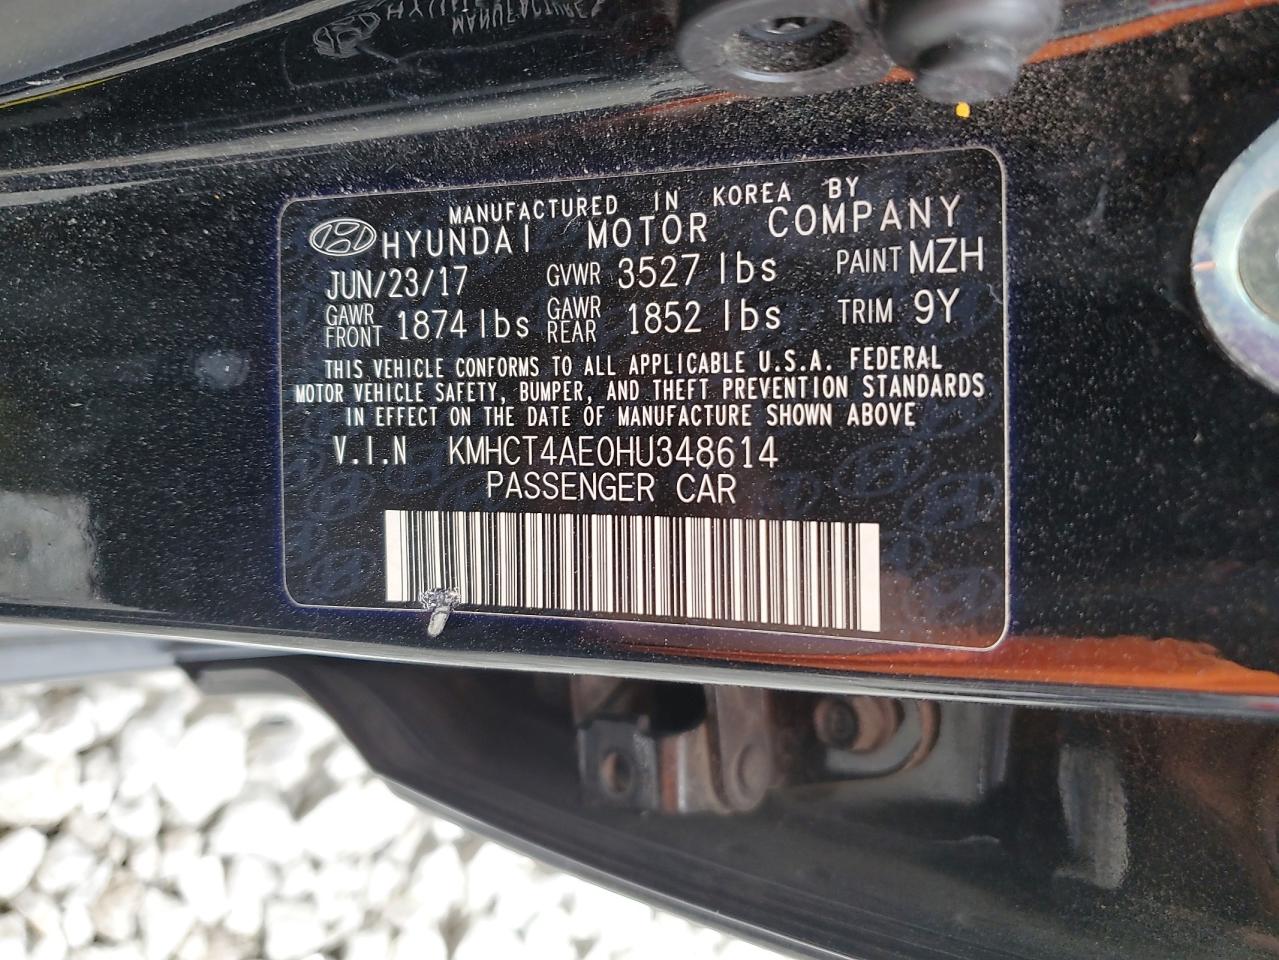 MANUFACTURED IN KOREA BY
HYUNDAI MOTOR COMPANY
JUN/23/17 GVWR 3527 lbs PAINT MZH
GAWR FRONT 1874 lbs GAWR REAR 1852 lbs TRIM 9Y
THIS VEHICLE CONFORMS TO ALL APPLICABLE U.S.A. FEDERAL
MOTOR VEHICLE SAFETY, BUMPER, AND THEFT PREVENTION STANDARDS
IN EFFECT ON THE DATE OF MANUFACTURE SHOWN ABOVE
V.I.N KMHCT4AE0HU348614
PASSENGER CAR